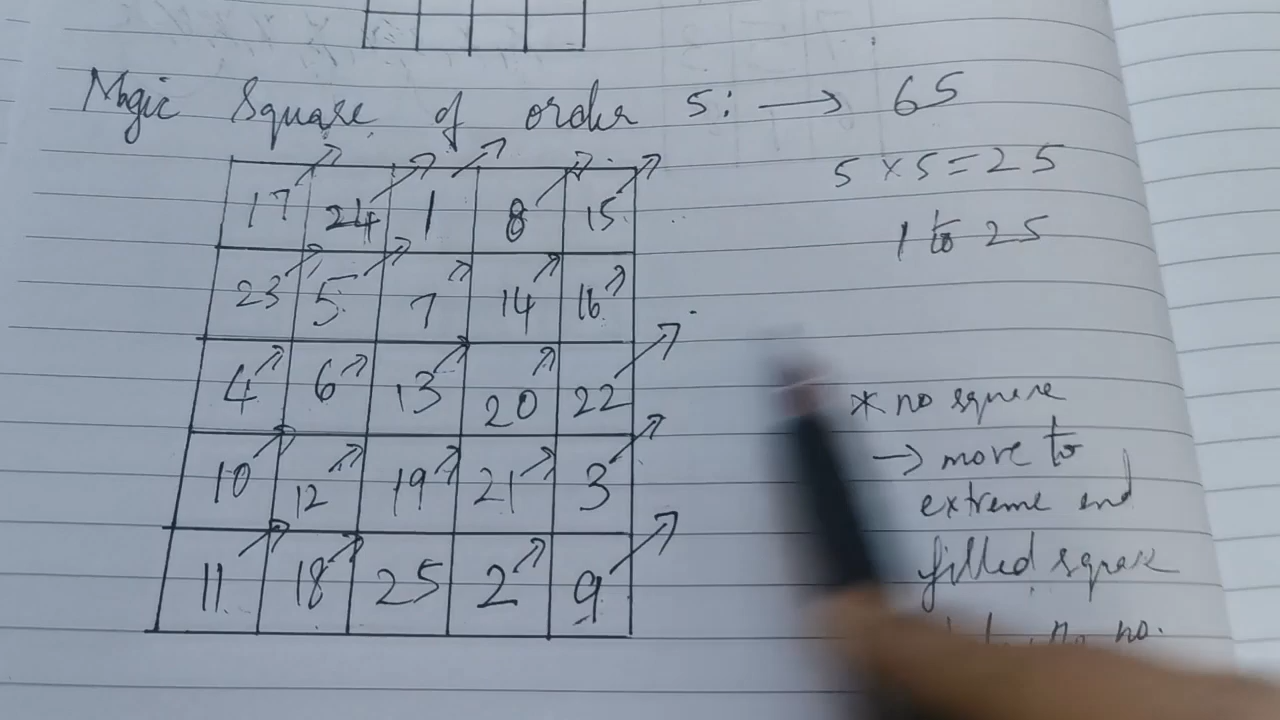 Magic Square of order 5: → 65
5 × 5 = 25
1 to 25
17 24 1 8 15
23 5 7 14 16
4 6 13 20 22
10 12 19 21 3
11 18 25 2 9
* no square
→ move to
extreme end
filled square
no no.